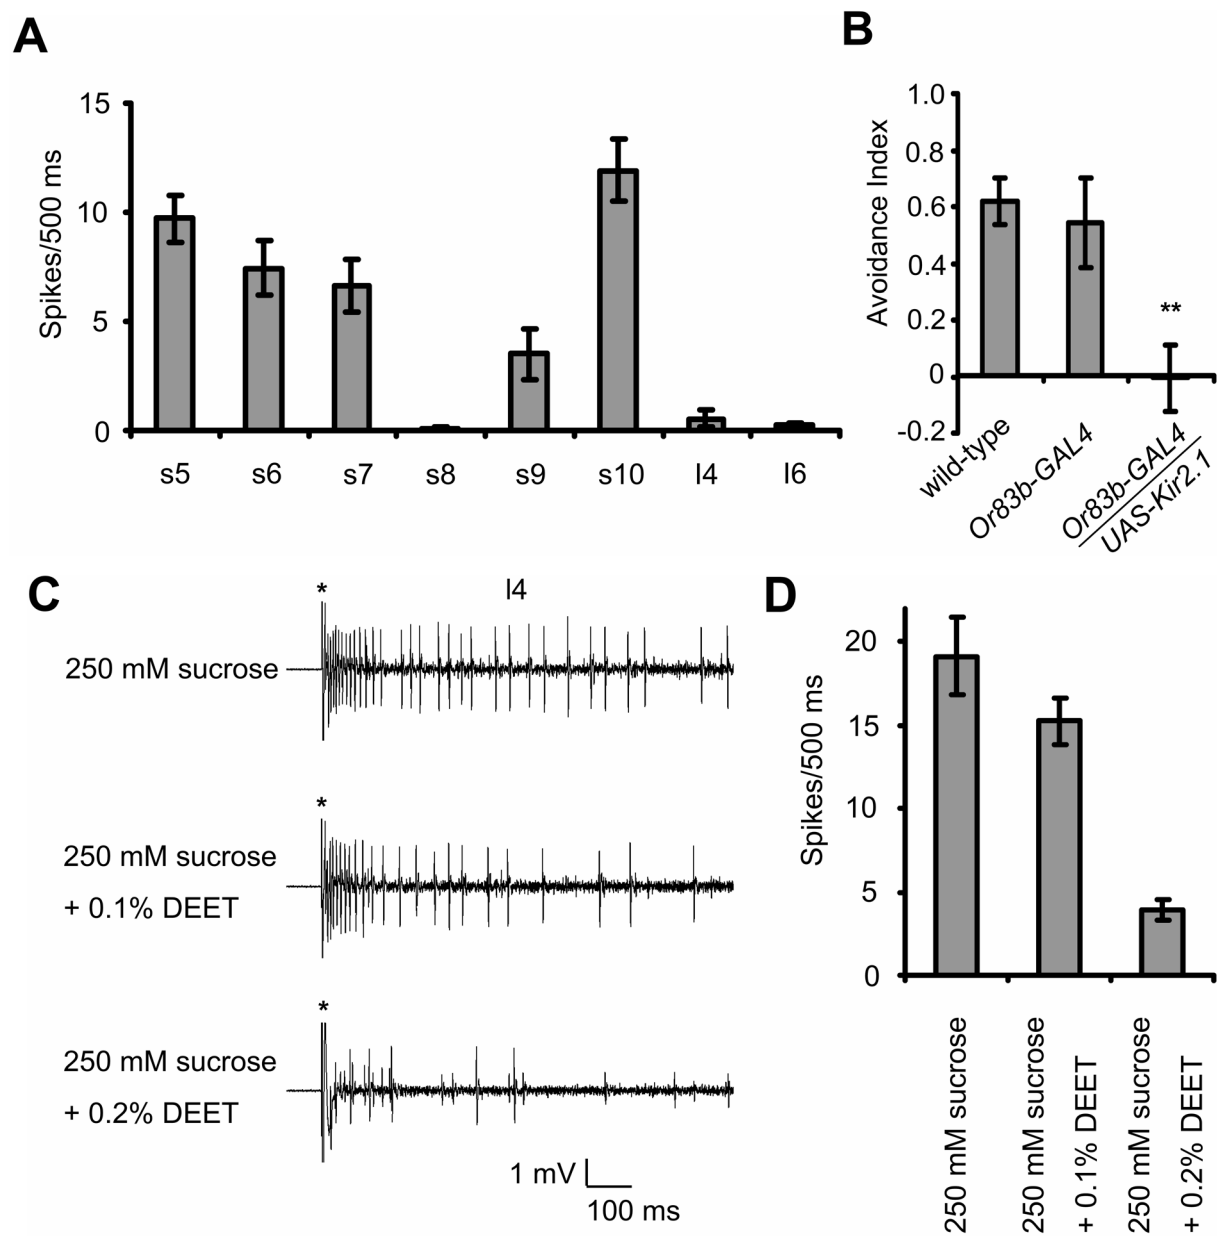 A
Spikes/500 ms
15
10
5
0
s5 s6 s7 s8 s9 s10 I4 I6
B
Avoidance Index
1.0
0.8
0.6
0.4
0.2
0
-0.2
**
wild-type
Or83b-GAL4
Or83b-GAL4
UAS-Kir2.1
C
I4
*
250 mM sucrose
*
250 mM sucrose
+ 0.1% DEET
*
250 mM sucrose
+ 0.2% DEET
1 mV
100 ms
D
Spikes/500 ms
20
15
10
5
0
250 mM sucrose
250 mM sucrose
+ 0.1% DEET
250 mM sucrose
+ 0.2% DEET